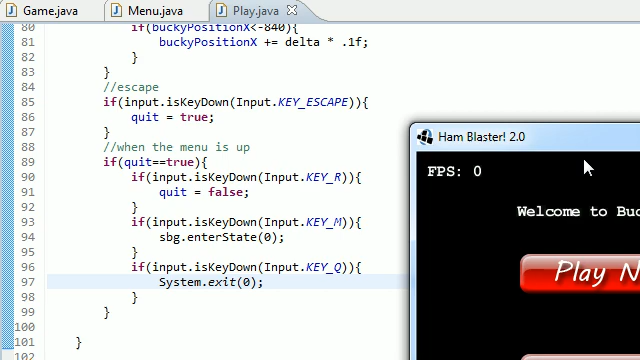 Game.java Menu.java Play.java
80 if(buckyPositionX<-840){
81 buckyPositionX += delta * .1f;
82 }
83 }
84 //escape
85 if(input.isKeyDown(Input.KEY_ESCAPE)){
86 quit = true;
87 }
88 //when the menu is up
89 if(quit==true){
90 if(input.isKeyDown(Input.KEY_R)){
91 quit = false;
92 }
93 if(input.isKeyDown(Input.KEY_M)){
94 sbg.enterState(0);
95 }
96 if(input.isKeyDown(Input.KEY_Q)){
97 System.exit(0);
98 }
99 }
100
101 }
102
Ham Blaster! 2.0
FPS: 0
Welcome to Buc
Play N